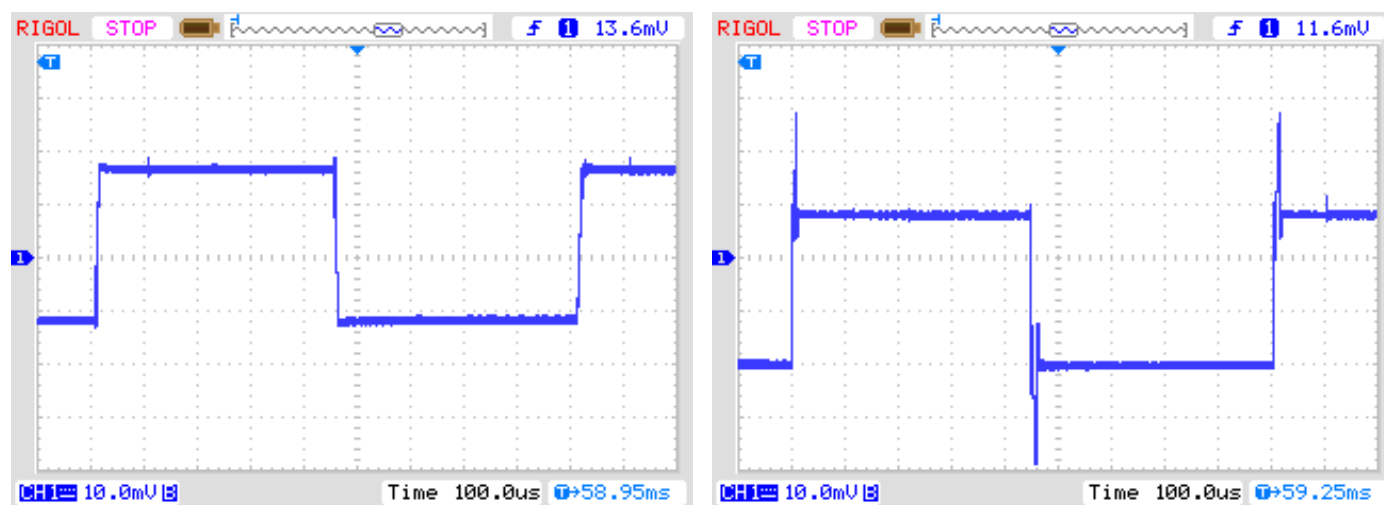 RIGOL STOP 1 13.6mV
T
1
CH1 10.0mV B Time 100.0us T→58.95ms
RIGOL STOP 1 11.6mV
T
1
CH1 10.0mV B Time 100.0us T→59.25ms